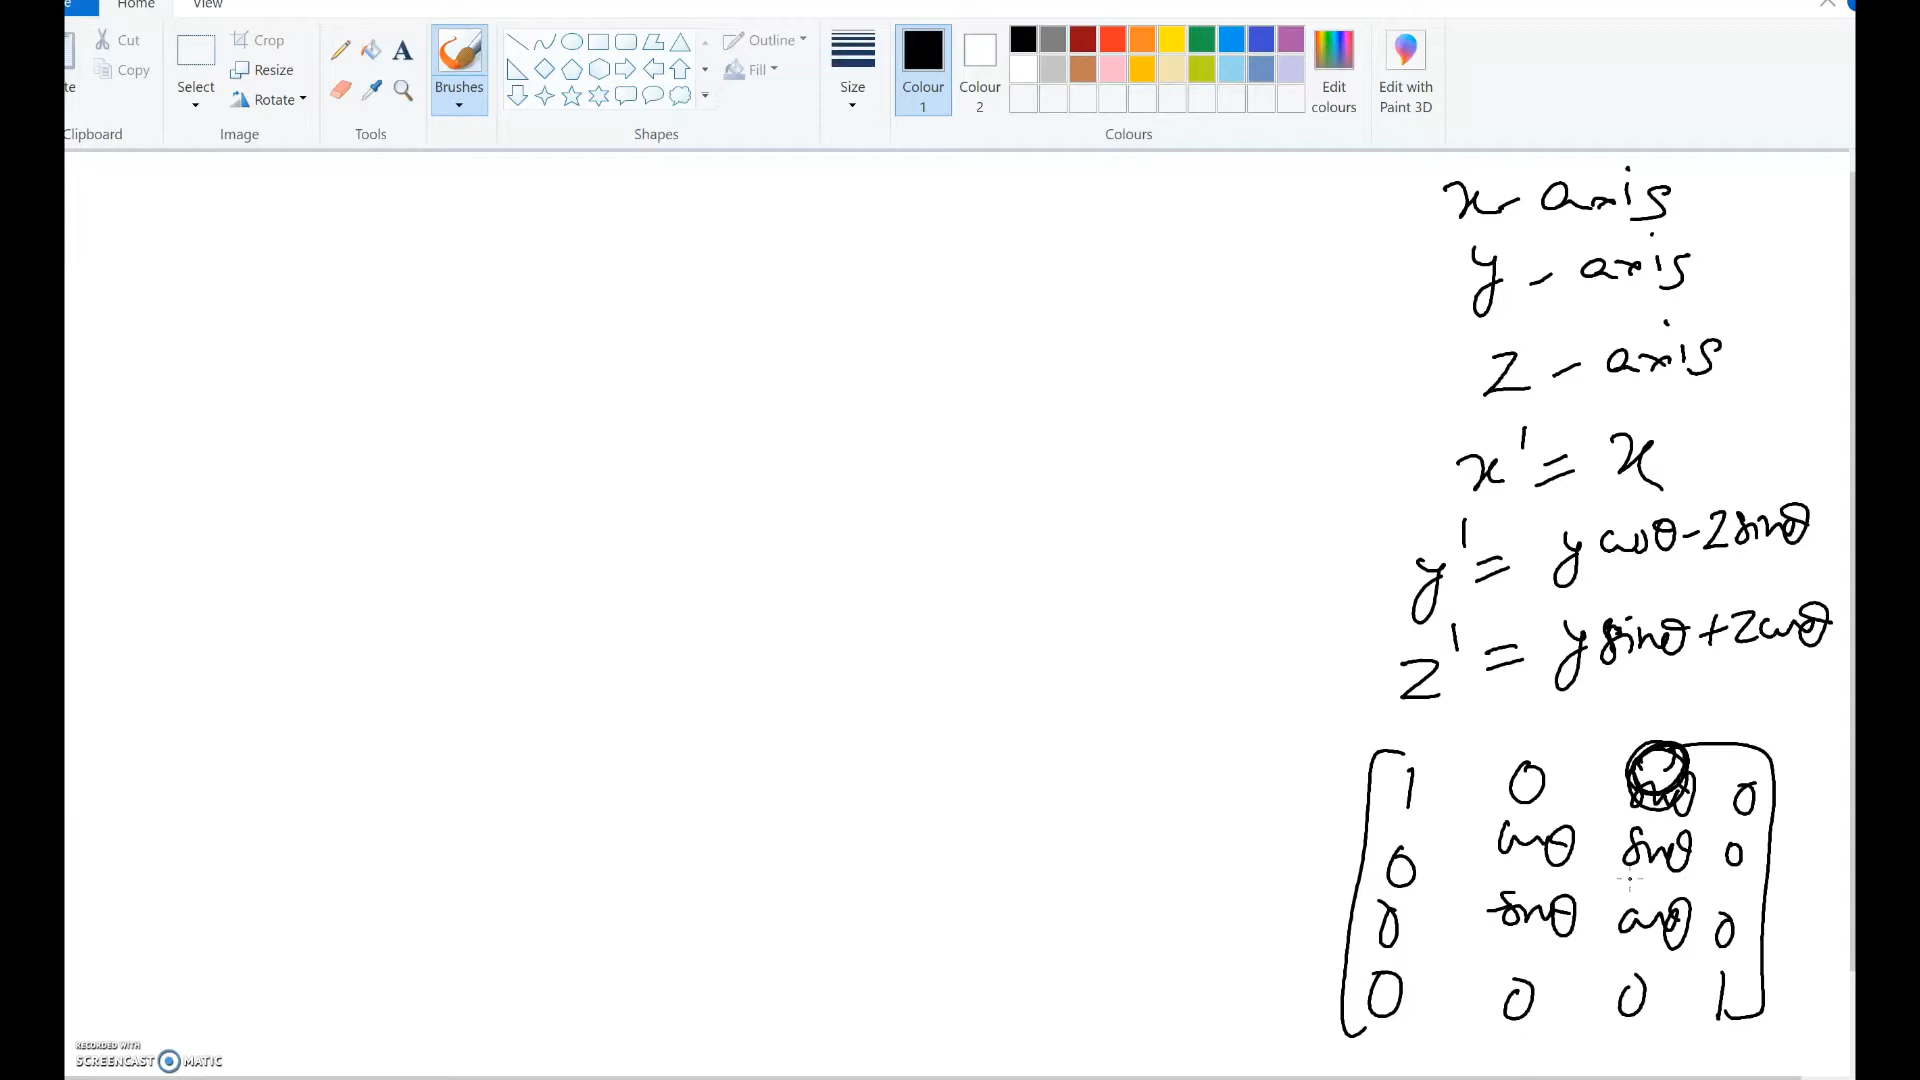 Home View
Cut
Copy
Clipboard
Select
Crop
Resize
Rotate
Image
Tools
Brushes
Shapes
Outline
Fill
Size
Colour 1
Colour 2
Colours
Edit colours
Edit with Paint 3D
x - axis
y - axis
z - axis
x' = x
y' = y cosθ - z sinθ
z' = y sinθ + z cosθ
1 0 0
0 cosθ sinθ 0
0 -sinθ cosθ 0
0 0 0 1
RECORDED WITH
SCREENCAST MATIC